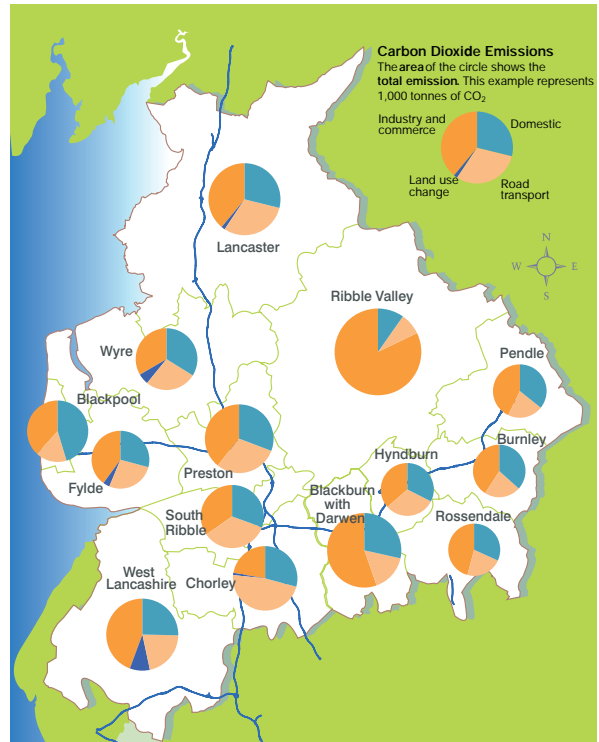 Carbon Dioxide Emissions
The area of the circle shows the
total emission. This example represents
1,000 tonnes of CO₂
Industry and
commerce
Domestic
Land use
change
Road
transport
N
W E
S
Lancaster
Ribble Valley
Wyre
Pendle
Blackpool
Burnley
Hyndburn
Preston
Fylde
Blackburn
with
Darwen
South
Ribble
Rossendale
West
Lancashire
Chorley